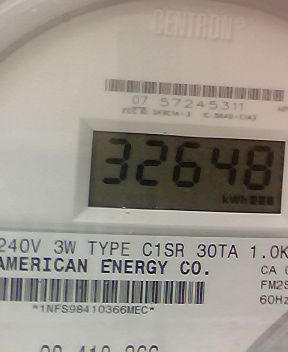 CENTRON®
07 57245311
32648
kWh
240V 3W TYPE C1SR 30TA 1.0K
AMERICAN ENERGY CO.
CA
FM2S
60Hz
*1NFS98410366MEC*